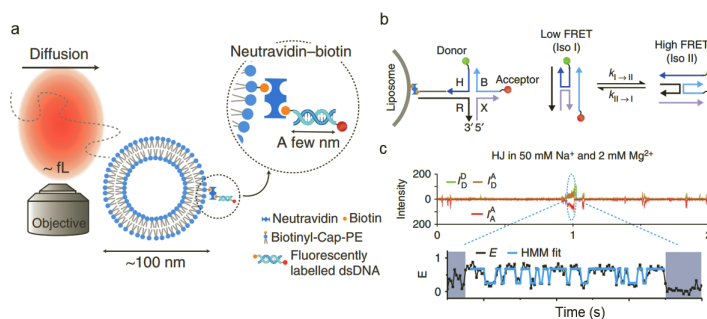 a
Diffusion
~ fL
Objective
~100 nm
Neutravidin–biotin
A few nm
Neutravidin Biotin
Biotinyl-Cap-PE
Fluorescently
labelled dsDNA
b
Liposome
Donor
H B
Acceptor
R X
3′ 5′
Low FRET
(Iso I)
k I→II
k II→I
High FRET
(Iso II)
c
HJ in 50 mM Na⁺ and 2 mM Mg²⁺
Intensity
200
0
200
I D D I D A
I A A
0 1 2
E
1
0
E HMM fit
Time (s)